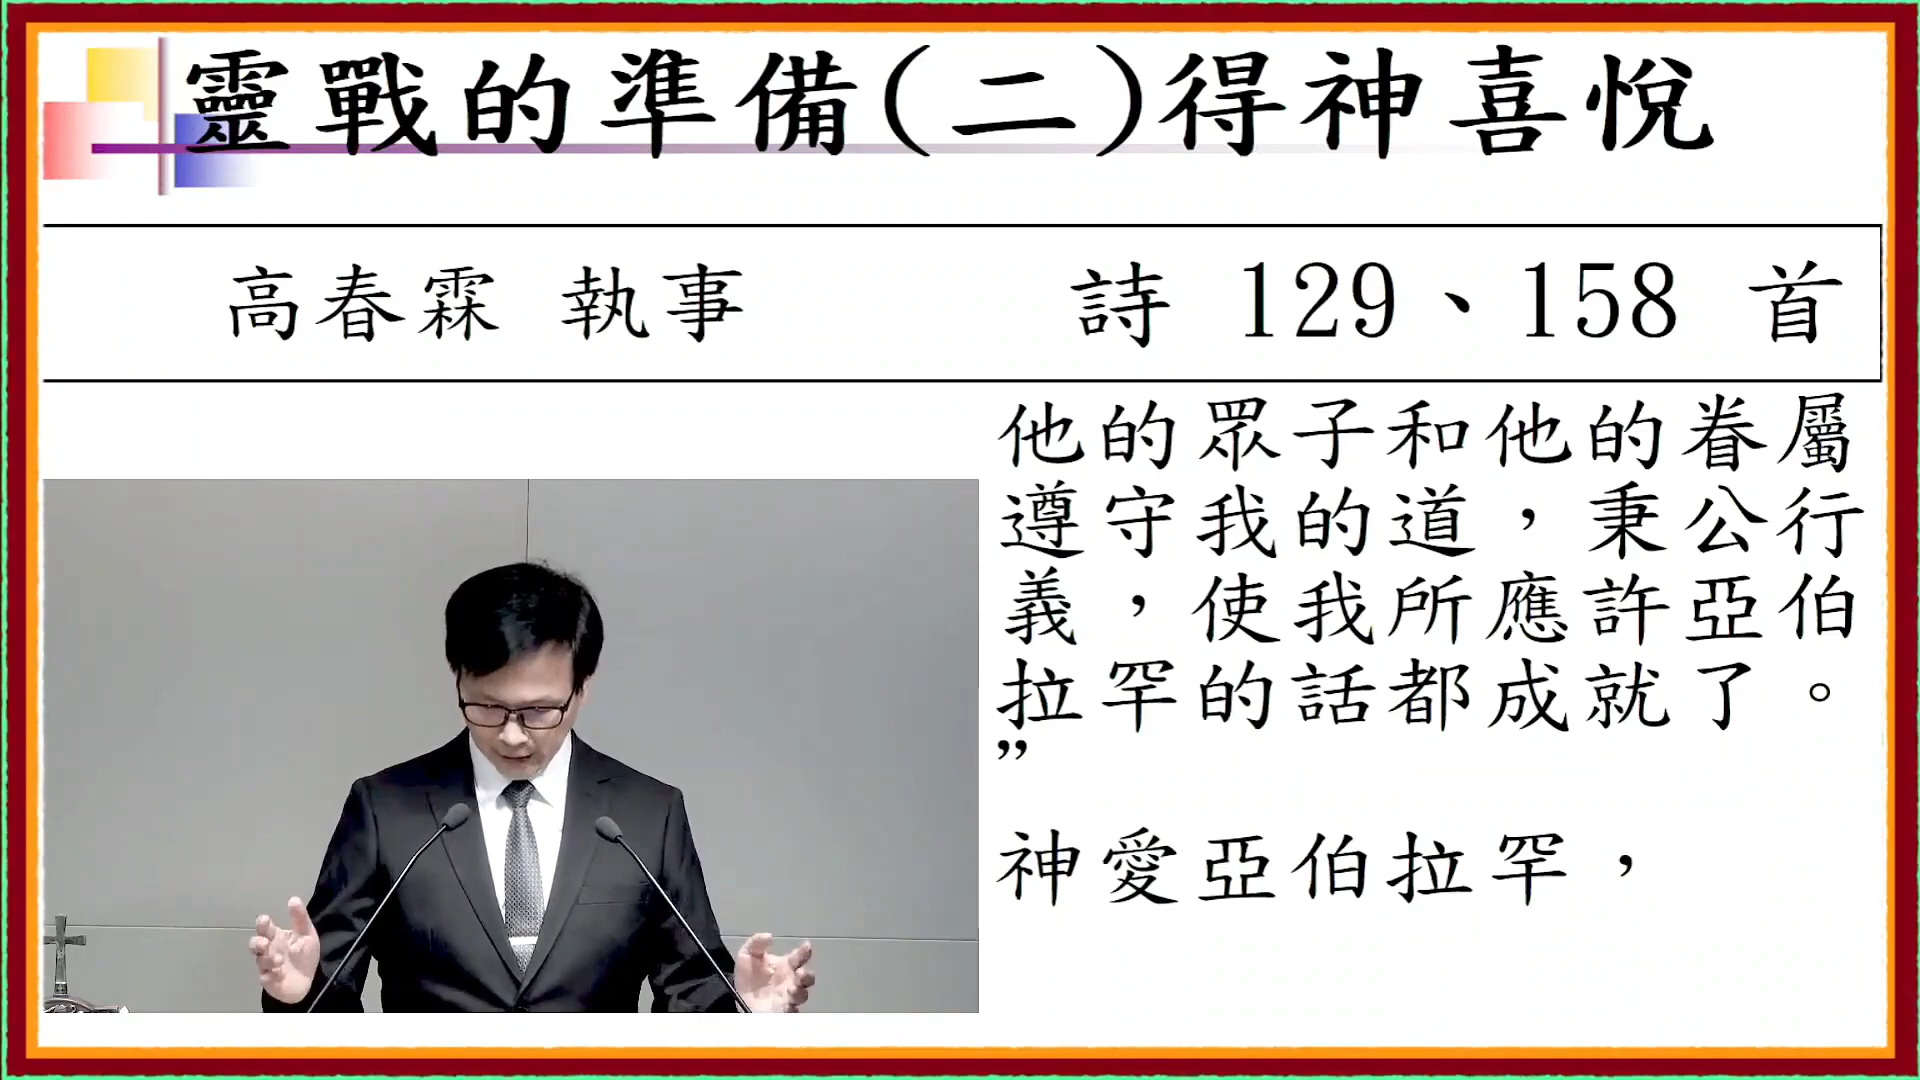 靈戰的準備(二)得神喜悅
高春霖 執事
詩 129、158 首
他的眾子和他的眷屬
遵守我的道，秉公行
義，使我所應許亞伯
拉罕的話都成就了。
”
神愛亞伯拉罕，